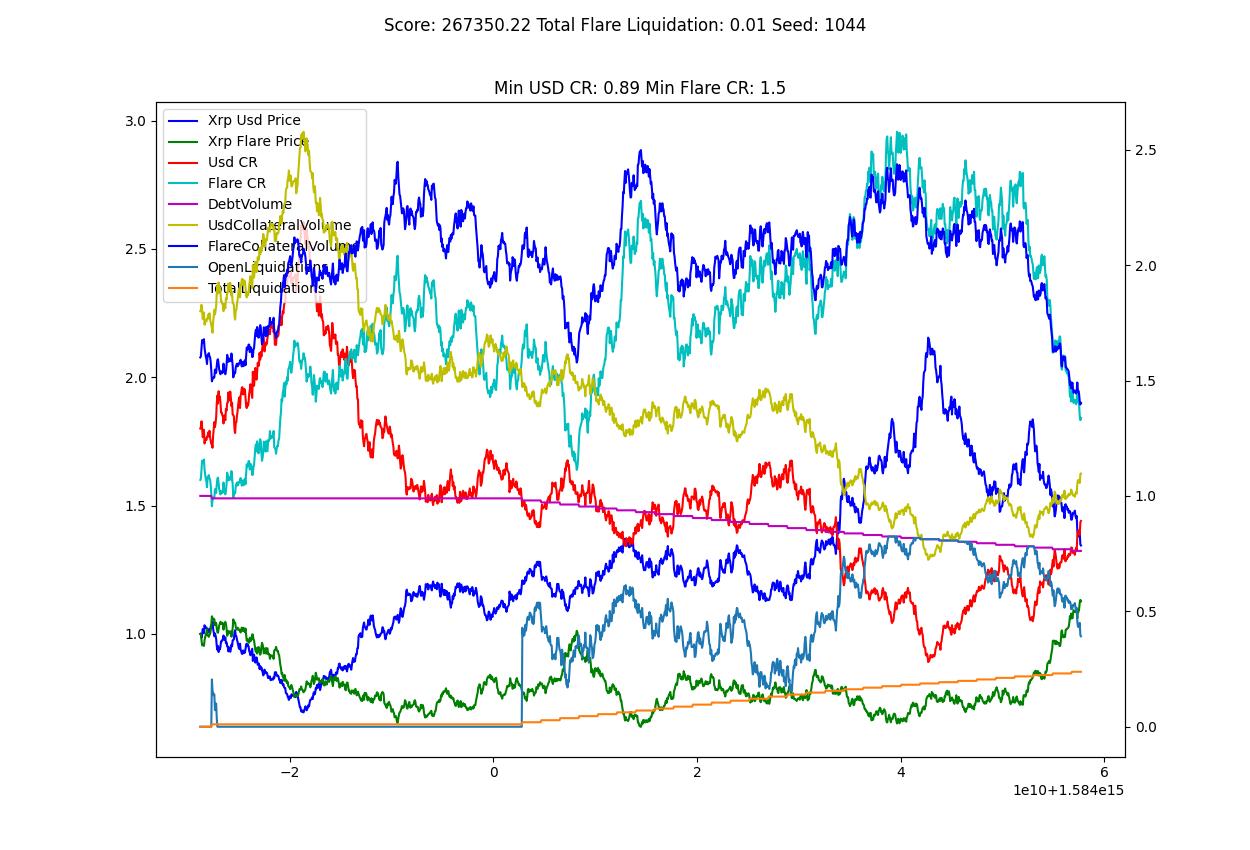 Score: 267350.22 Total Flare Liquidation: 0.01 Seed: 1044
Min USD CR: 0.89 Min Flare CR: 1.5
Xrp Usd Price
Xrp Flare Price
Usd CR
Flare CR
DebtVolume
UsdCollateralVolume
FlareCollateralVolume
OpenLiquidations
TotalLiquidations
3.0
2.5
2.0
1.5
1.0
2.5
2.0
1.5
1.0
0.5
0.0
−2
0
2
4
6
1e10+1.584e15